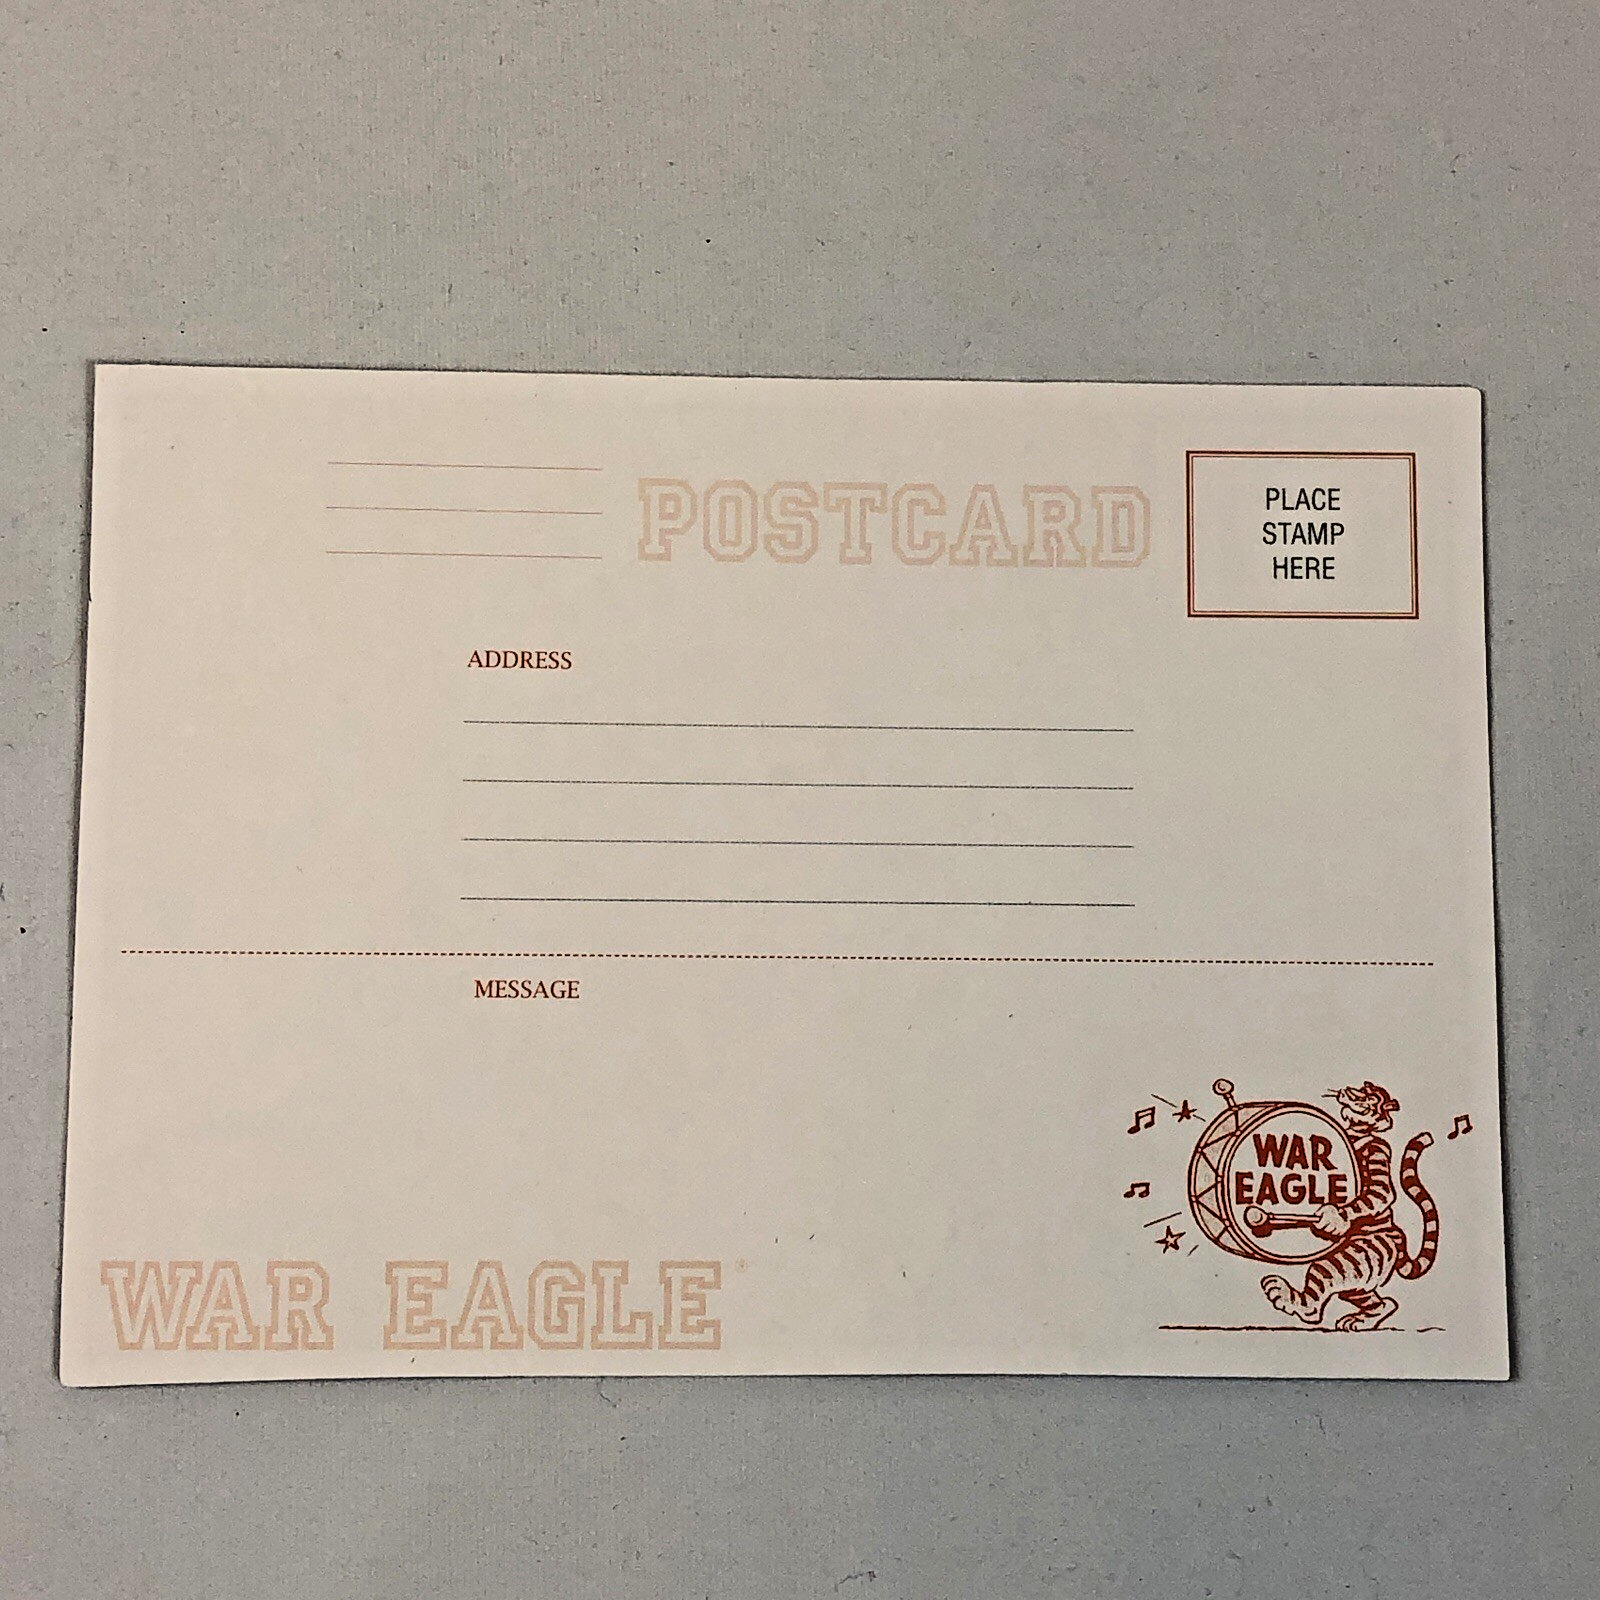 POSTCARD
PLACE
STAMP
HERE
ADDRESS
MESSAGE
WAR
EAGLE
WAR EAGLE